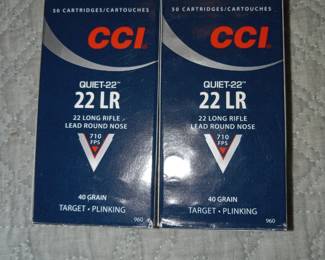 50 CARTRIDGES/CARTOUCHES
CCI
QUIET-22™
22 LR
22 LONG RIFLE
LEAD ROUND NOSE
710
FPS
40 GRAIN
TARGET • PLINKING
960
50 CARTRIDGES/CARTOUCHES
CCI
QUIET-22™
22 LR
22 LONG RIFLE
LEAD ROUND NOSE
710
FPS
40 GRAIN
TARGET • PLINKING
960